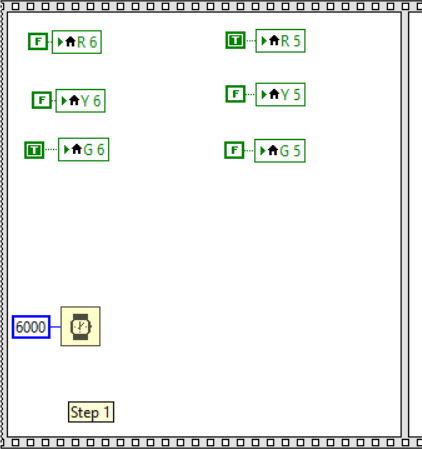 F R 6 T R 5
F Y 6 F Y 5
T G 6 F G 5
6000
Step 1